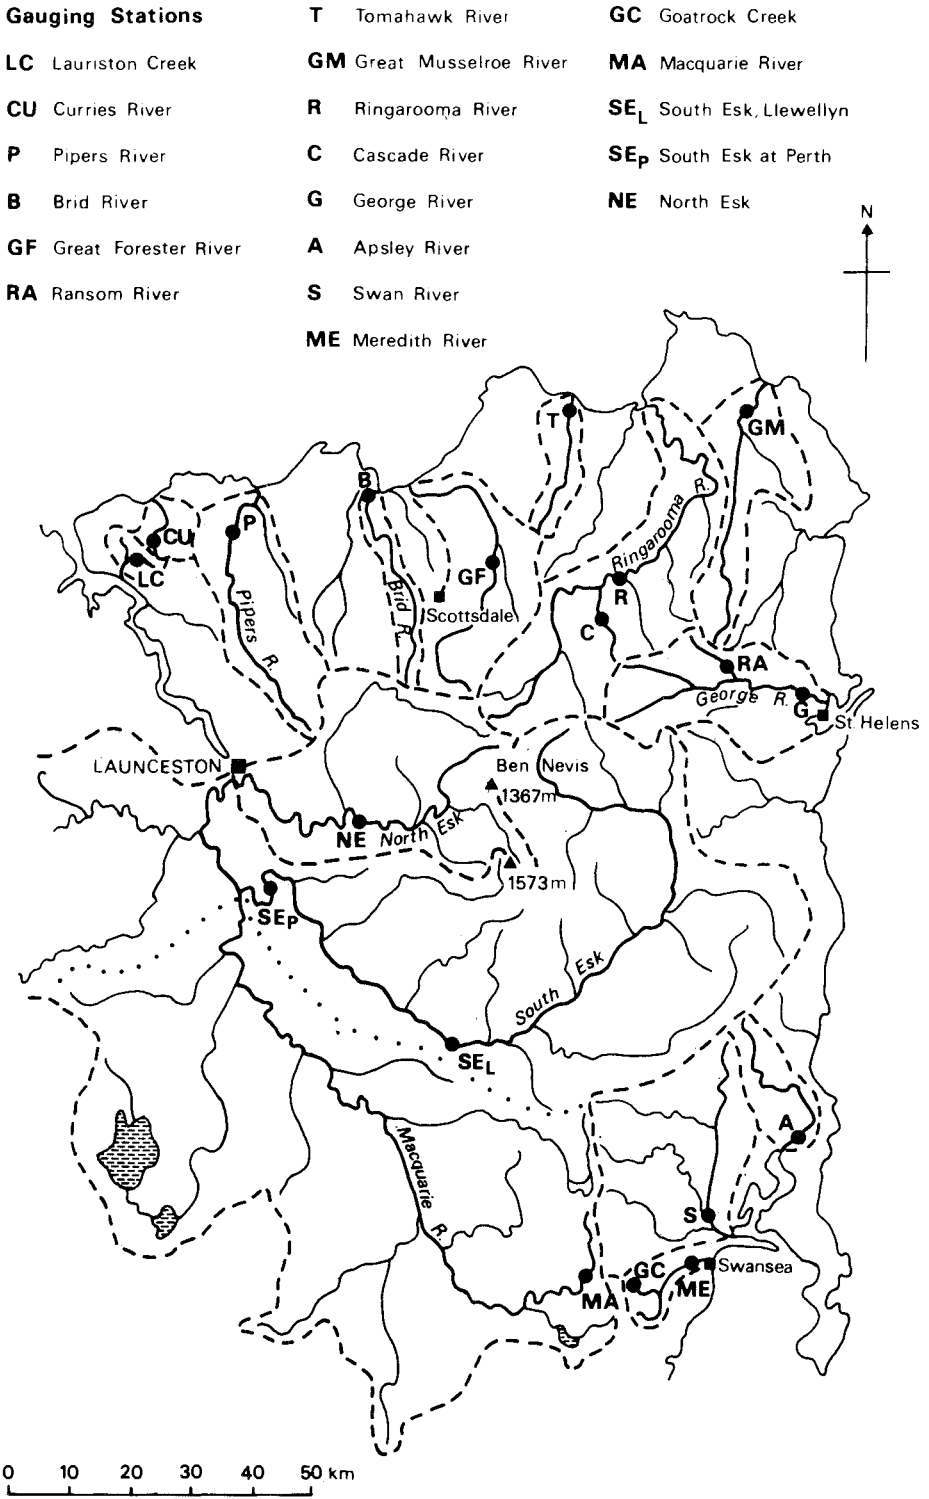 Gauging Stations
LC Lauriston Creek
CU Curries River
P Pipers River
B Brid River
GF Great Forester River
RA Ransom River
T Tomahawk River
GM Great Musselroe River
R Ringarooma River
C Cascade River
G George River
A Apsley River
S Swan River
ME Meredith River
GC Goatrock Creek
MA Macquarie River
SEL South Esk, Llewellyn
SEP South Esk at Perth
NE North Esk
N
T
GM
B
P
CU
LC
GF
Ringarooma R.
R
C
Pipers R.
Brid R.
Scottsdale
RA
George R.
G
St. Helens
LAUNCESTON
Ben Nevis
1367m
NE
North Esk
1573m
SEP
South Esk
SEL
Macquarie R.
A
S
GC
ME
Swansea
MA
0 10 20 30 40 50 km